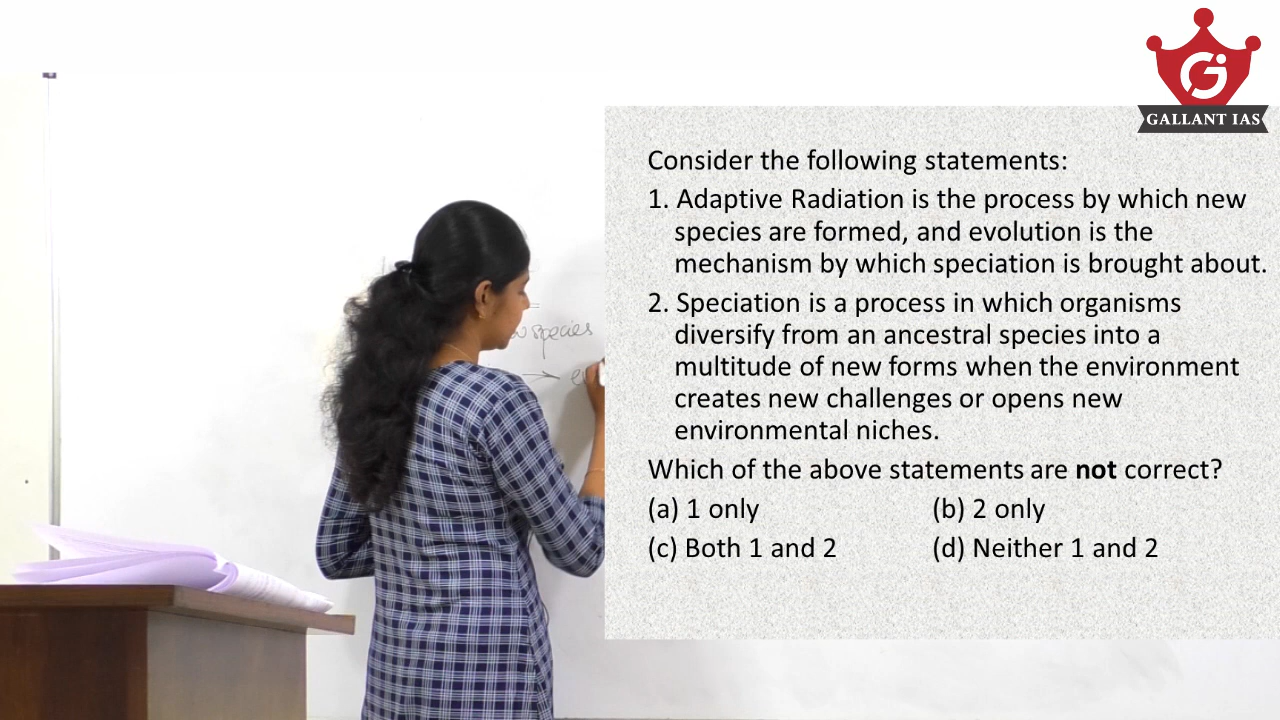 GALLANT IAS
Consider the following statements:
1. Adaptive Radiation is the process by which new
species are formed, and evolution is the
mechanism by which speciation is brought about.
2. Speciation is a process in which organisms
diversify from an ancestral species into a
multitude of new forms when the environment
creates new challenges or opens new
environmental niches.
Which of the above statements are not correct?
(a) 1 only (b) 2 only
(c) Both 1 and 2 (d) Neither 1 and 2
species